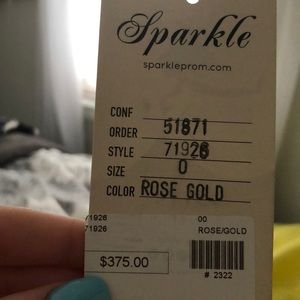 Sparkle
sparkleprom.com
CONF
ORDER 51871
STYLE 71926
SIZE 0
COLOR ROSE GOLD
71926 00
71926 ROSE/GOLD
$375.00
# 2322